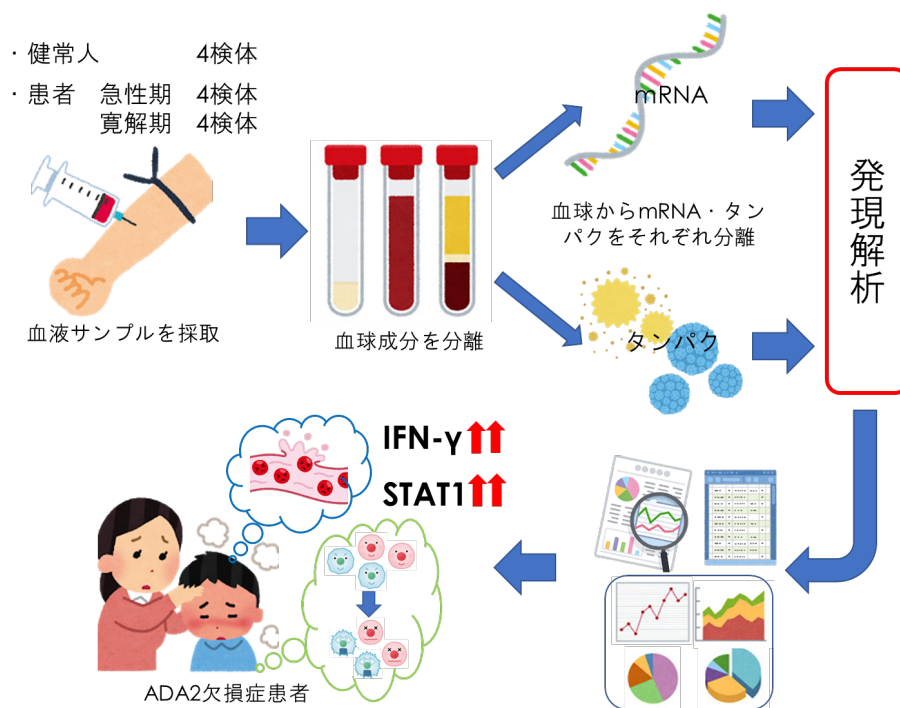 ・健常人 4検体
・患者 急性期 4検体
寛解期 4検体
血液サンプルを採取
血球成分を分離
mRNA
血球からmRNA・タン
パクをそれぞれ分離
タンパク
発現解析
IFN-γ
STAT1
ADA2欠損症患者